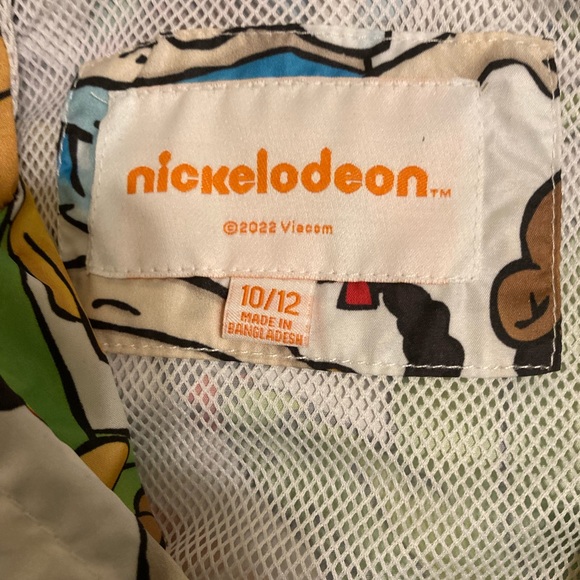 nickelodeon™
©2022 Viacom
10/12
MADE IN
BANGLADESH